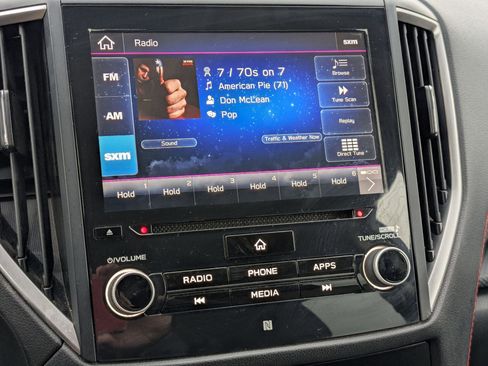 Radio
sxm
FM
AM
sxm
7 / 70s on 7
American Pie (71)
Don McLean
Pop
Browse
Tune Scan
Replay
Direct Tune
Sound
Traffic & Weather Now
1 2 3 4 5 6
Hold Hold Hold Hold Hold Hold
VOLUME
TUNE/SCROLL
RADIO PHONE APPS
MEDIA
N